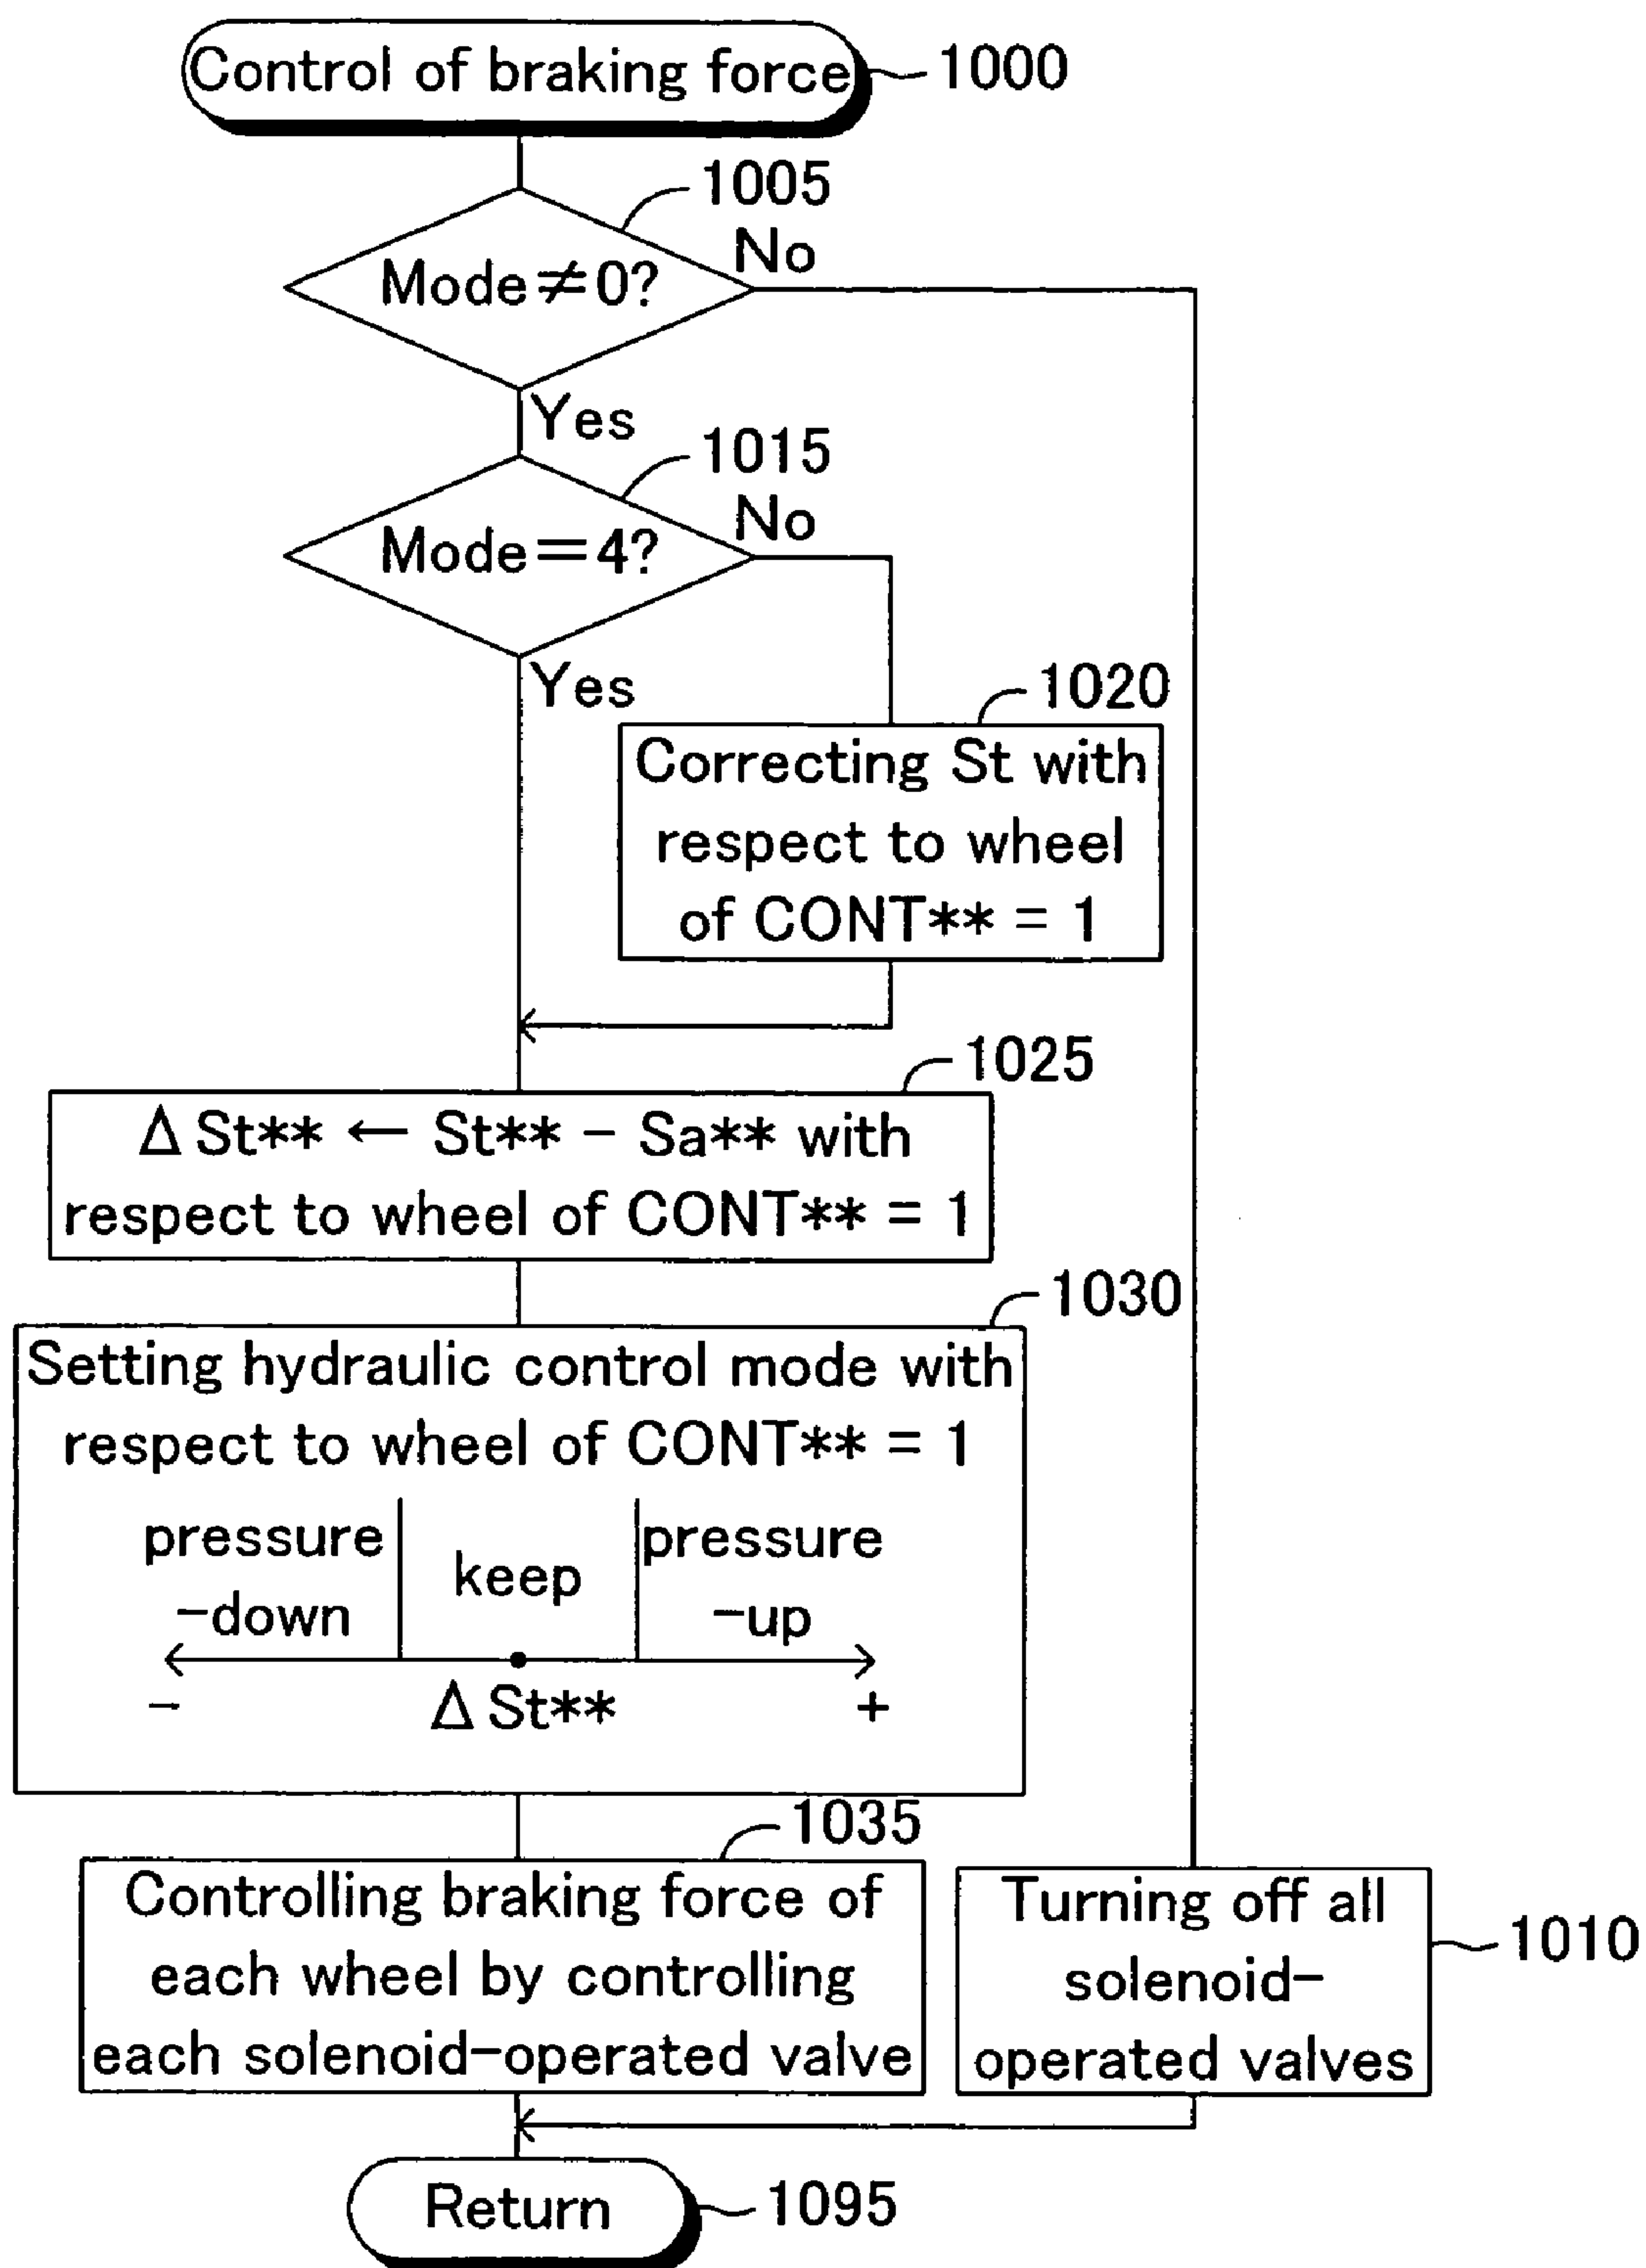 Control of braking force
1000
1005
Mode≠0?
No
Yes
1015
Mode=4?
No
Yes
1020
Correcting St with
respect to wheel
of CONT** = 1
1025
Δ St** ← St** - Sa** with
respect to wheel of CONT** = 1
1030
Setting hydraulic control mode with
respect to wheel of CONT** = 1
pressure
-down
keep
pressure
-up
-
Δ St**
+
1035
Controlling braking force of
each wheel by controlling
each solenoid-operated valve
Turning off all
solenoid-
operated valves
1010
Return
1095